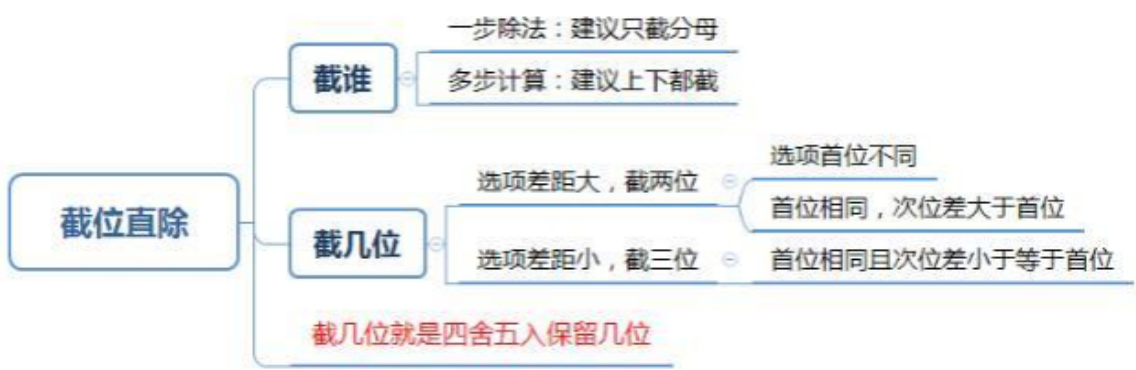 截位直除
截谁
一步除法：建议只截分母
多步计算：建议上下都截
截几位
选项差距大，截两位
选项首位不同
首位相同，次位差大于首位
选项差距小，截三位
首位相同且次位差小于等于首位
截几位就是四舍五入保留几位